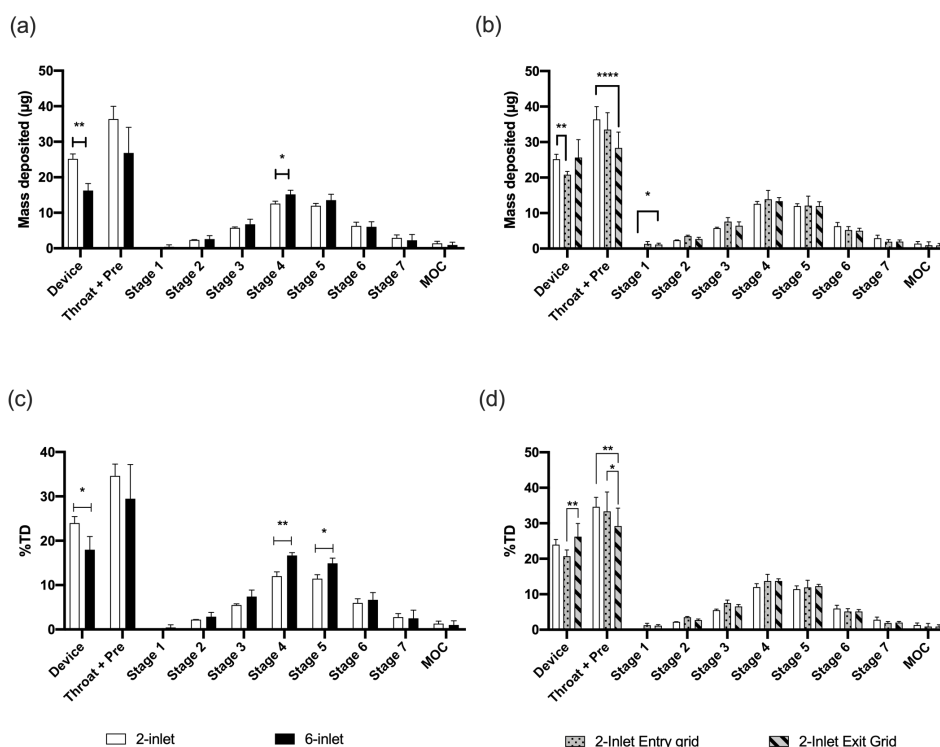 (a)
50
40
30
20
10
0
Mass deposited (µg)
**
*
Device
Throat + Pre
Stage 1
Stage 2
Stage 3
Stage 4
Stage 5
Stage 6
Stage 7
MOC
(b)
50
40
30
20
10
0
Mass deposited (µg)
**
****
*
Device
Throat + Pre
Stage 1
Stage 2
Stage 3
Stage 4
Stage 5
Stage 6
Stage 7
MOC
(c)
40
30
20
10
0
%TD
*
**
*
Device
Throat + Pre
Stage 1
Stage 2
Stage 3
Stage 4
Stage 5
Stage 6
Stage 7
MOC
(d)
50
40
30
20
10
0
%TD
**
**
*
Device
Throat + Pre
Stage 1
Stage 2
Stage 3
Stage 4
Stage 5
Stage 6
Stage 7
MOC
2-inlet
6-inlet
2-Inlet Entry grid
2-Inlet Exit Grid